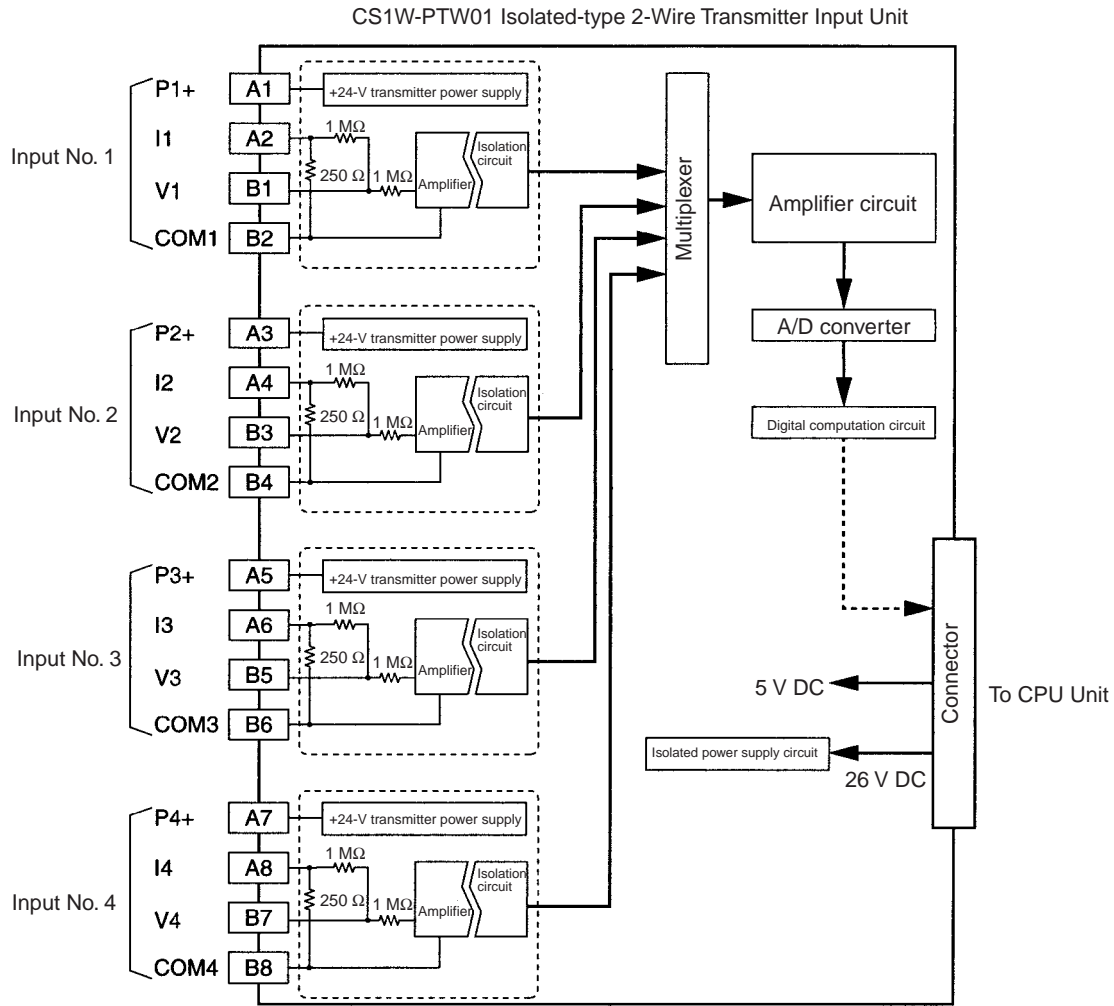 CS1W-PTW01 Isolated-type 2-Wire Transmitter Input Unit
Input No. 1
P1+
A1
+24-V transmitter power supply
I1
A2
1 MΩ
250 Ω
V1
B1
1 MΩ
Amplifier
Isolation
circuit
COM1
B2
Input No. 2
P2+
A3
+24-V transmitter power supply
I2
A4
1 MΩ
250 Ω
V2
B3
1 MΩ
Amplifier
Isolation
circuit
COM2
B4
Input No. 3
P3+
A5
+24-V transmitter power supply
I3
A6
1 MΩ
250 Ω
V3
B5
1 MΩ
Amplifier
Isolation
circuit
COM3
B6
Input No. 4
P4+
A7
+24-V transmitter power supply
I4
A8
1 MΩ
250 Ω
V4
B7
1 MΩ
Amplifier
Isolation
circuit
COM4
B8
Multiplexer
Amplifier circuit
A/D converter
Digital computation circuit
5 V DC
Isolated power supply circuit
26 V DC
Connector
To CPU Unit